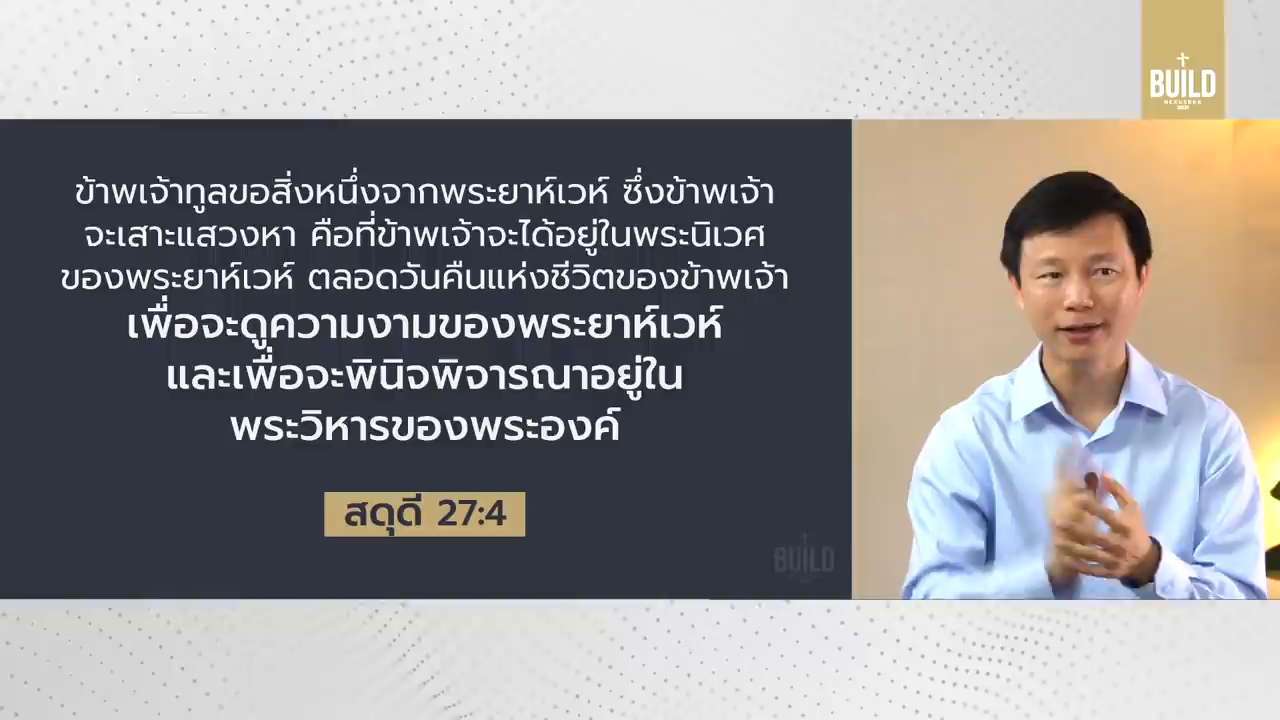 BUILD
NEXUSBKK
2021
ข้าพเจ้าทูลขอสิ่งหนึ่งจากพระยาห์เวห์ ซึ่งข้าพเจ้า
จะเสาะแสวงหา คือที่ข้าพเจ้าจะได้อยู่ในพระนิเวศ
ของพระยาห์เวห์ ตลอดวันคืนแห่งชีวิตของข้าพเจ้า
เพื่อจะดูความงามของพระยาห์เวห์
และเพื่อจะพินิจพิจารณาอยู่ใน
พระวิหารของพระองค์
สดุดี 27:4
BUILD